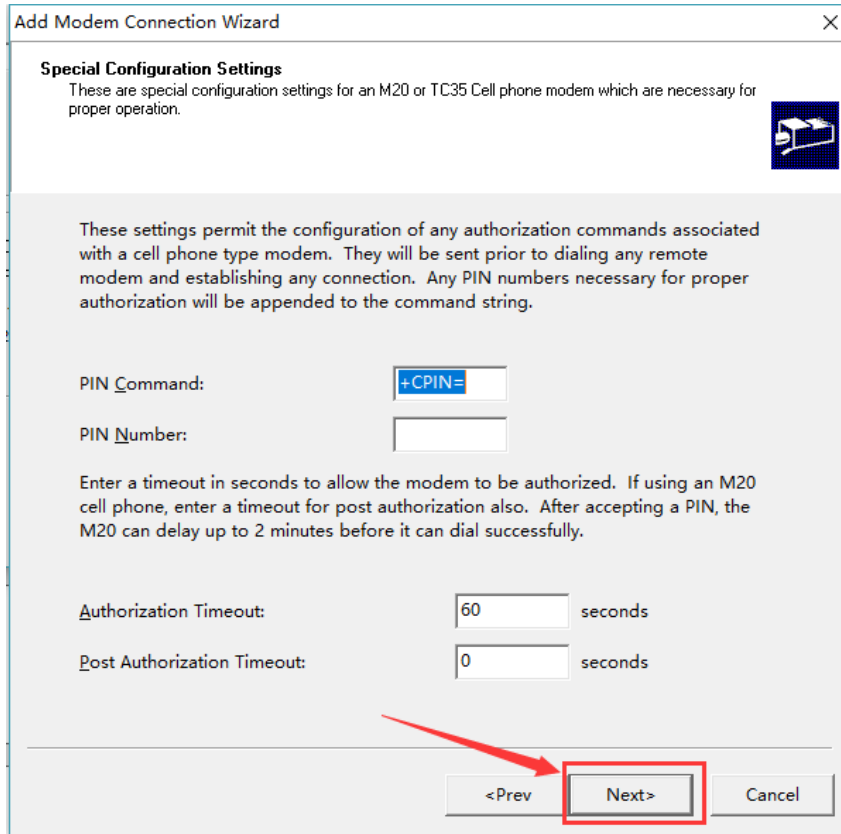 Add Modem Connection Wizard
Special Configuration Settings
These are special configuration settings for an M20 or TC35 Cell phone modem which are necessary for
proper operation.
These settings permit the configuration of any authorization commands associated
with a cell phone type modem. They will be sent prior to dialing any remote
modem and establishing any connection. Any PIN numbers necessary for proper
authorization will be appended to the command string.
PIN Command: +CPIN=
PIN Number:
Enter a timeout in seconds to allow the modem to be authorized. If using an M20
cell phone, enter a timeout for post authorization also. After accepting a PIN, the
M20 can delay up to 2 minutes before it can dial successfully.
Authorization Timeout: 60 seconds
Post Authorization Timeout: 0 seconds
<Prev Next> Cancel